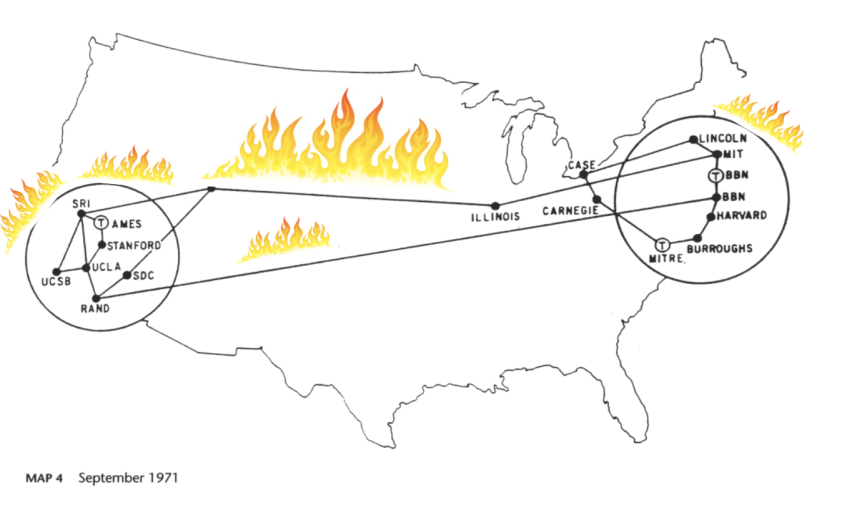 LINCOLN
MIT
CASE
T BBN
SRI
BBN
T AMES
ILLINOIS
CARNEGIE
HARVARD
STANFORD
T
BURROUGHS
MITRE
UCLA
SDC
UCSB
RAND
MAP 4 September 1971